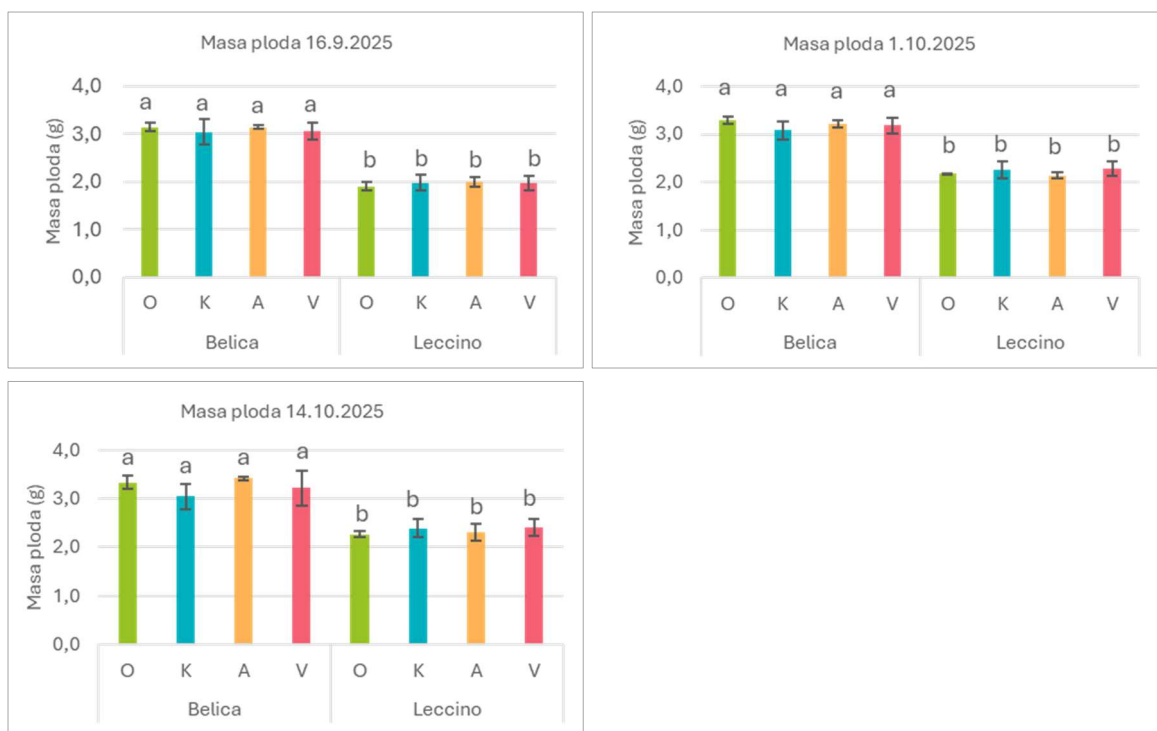 Masa ploda 16.9.2025
Masa ploda (g)
4,0
3,0
2,0
1,0
0,0
a a a a b b b b
O K A V O K A V
Belica Leccino
Masa ploda 1.10.2025
Masa ploda (g)
4,0
3,0
2,0
1,0
0,0
a a a a b b b b
O K A V O K A V
Belica Leccino
Masa ploda 14.10.2025
Masa ploda (g)
4,0
3,0
2,0
1,0
0,0
a a a a b b b b
O K A V O K A V
Belica Leccino